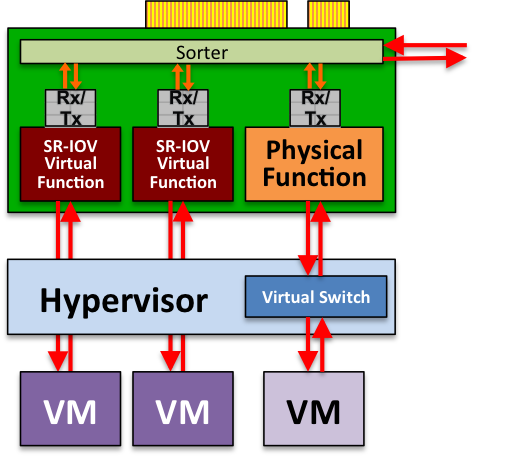 Sorter
Rx/
Tx
Rx/
Tx
Rx/
Tx
SR-IOV
Virtual
Function
SR-IOV
Virtual
Function
Physical
Function
Hypervisor
Virtual Switch
VM
VM
VM